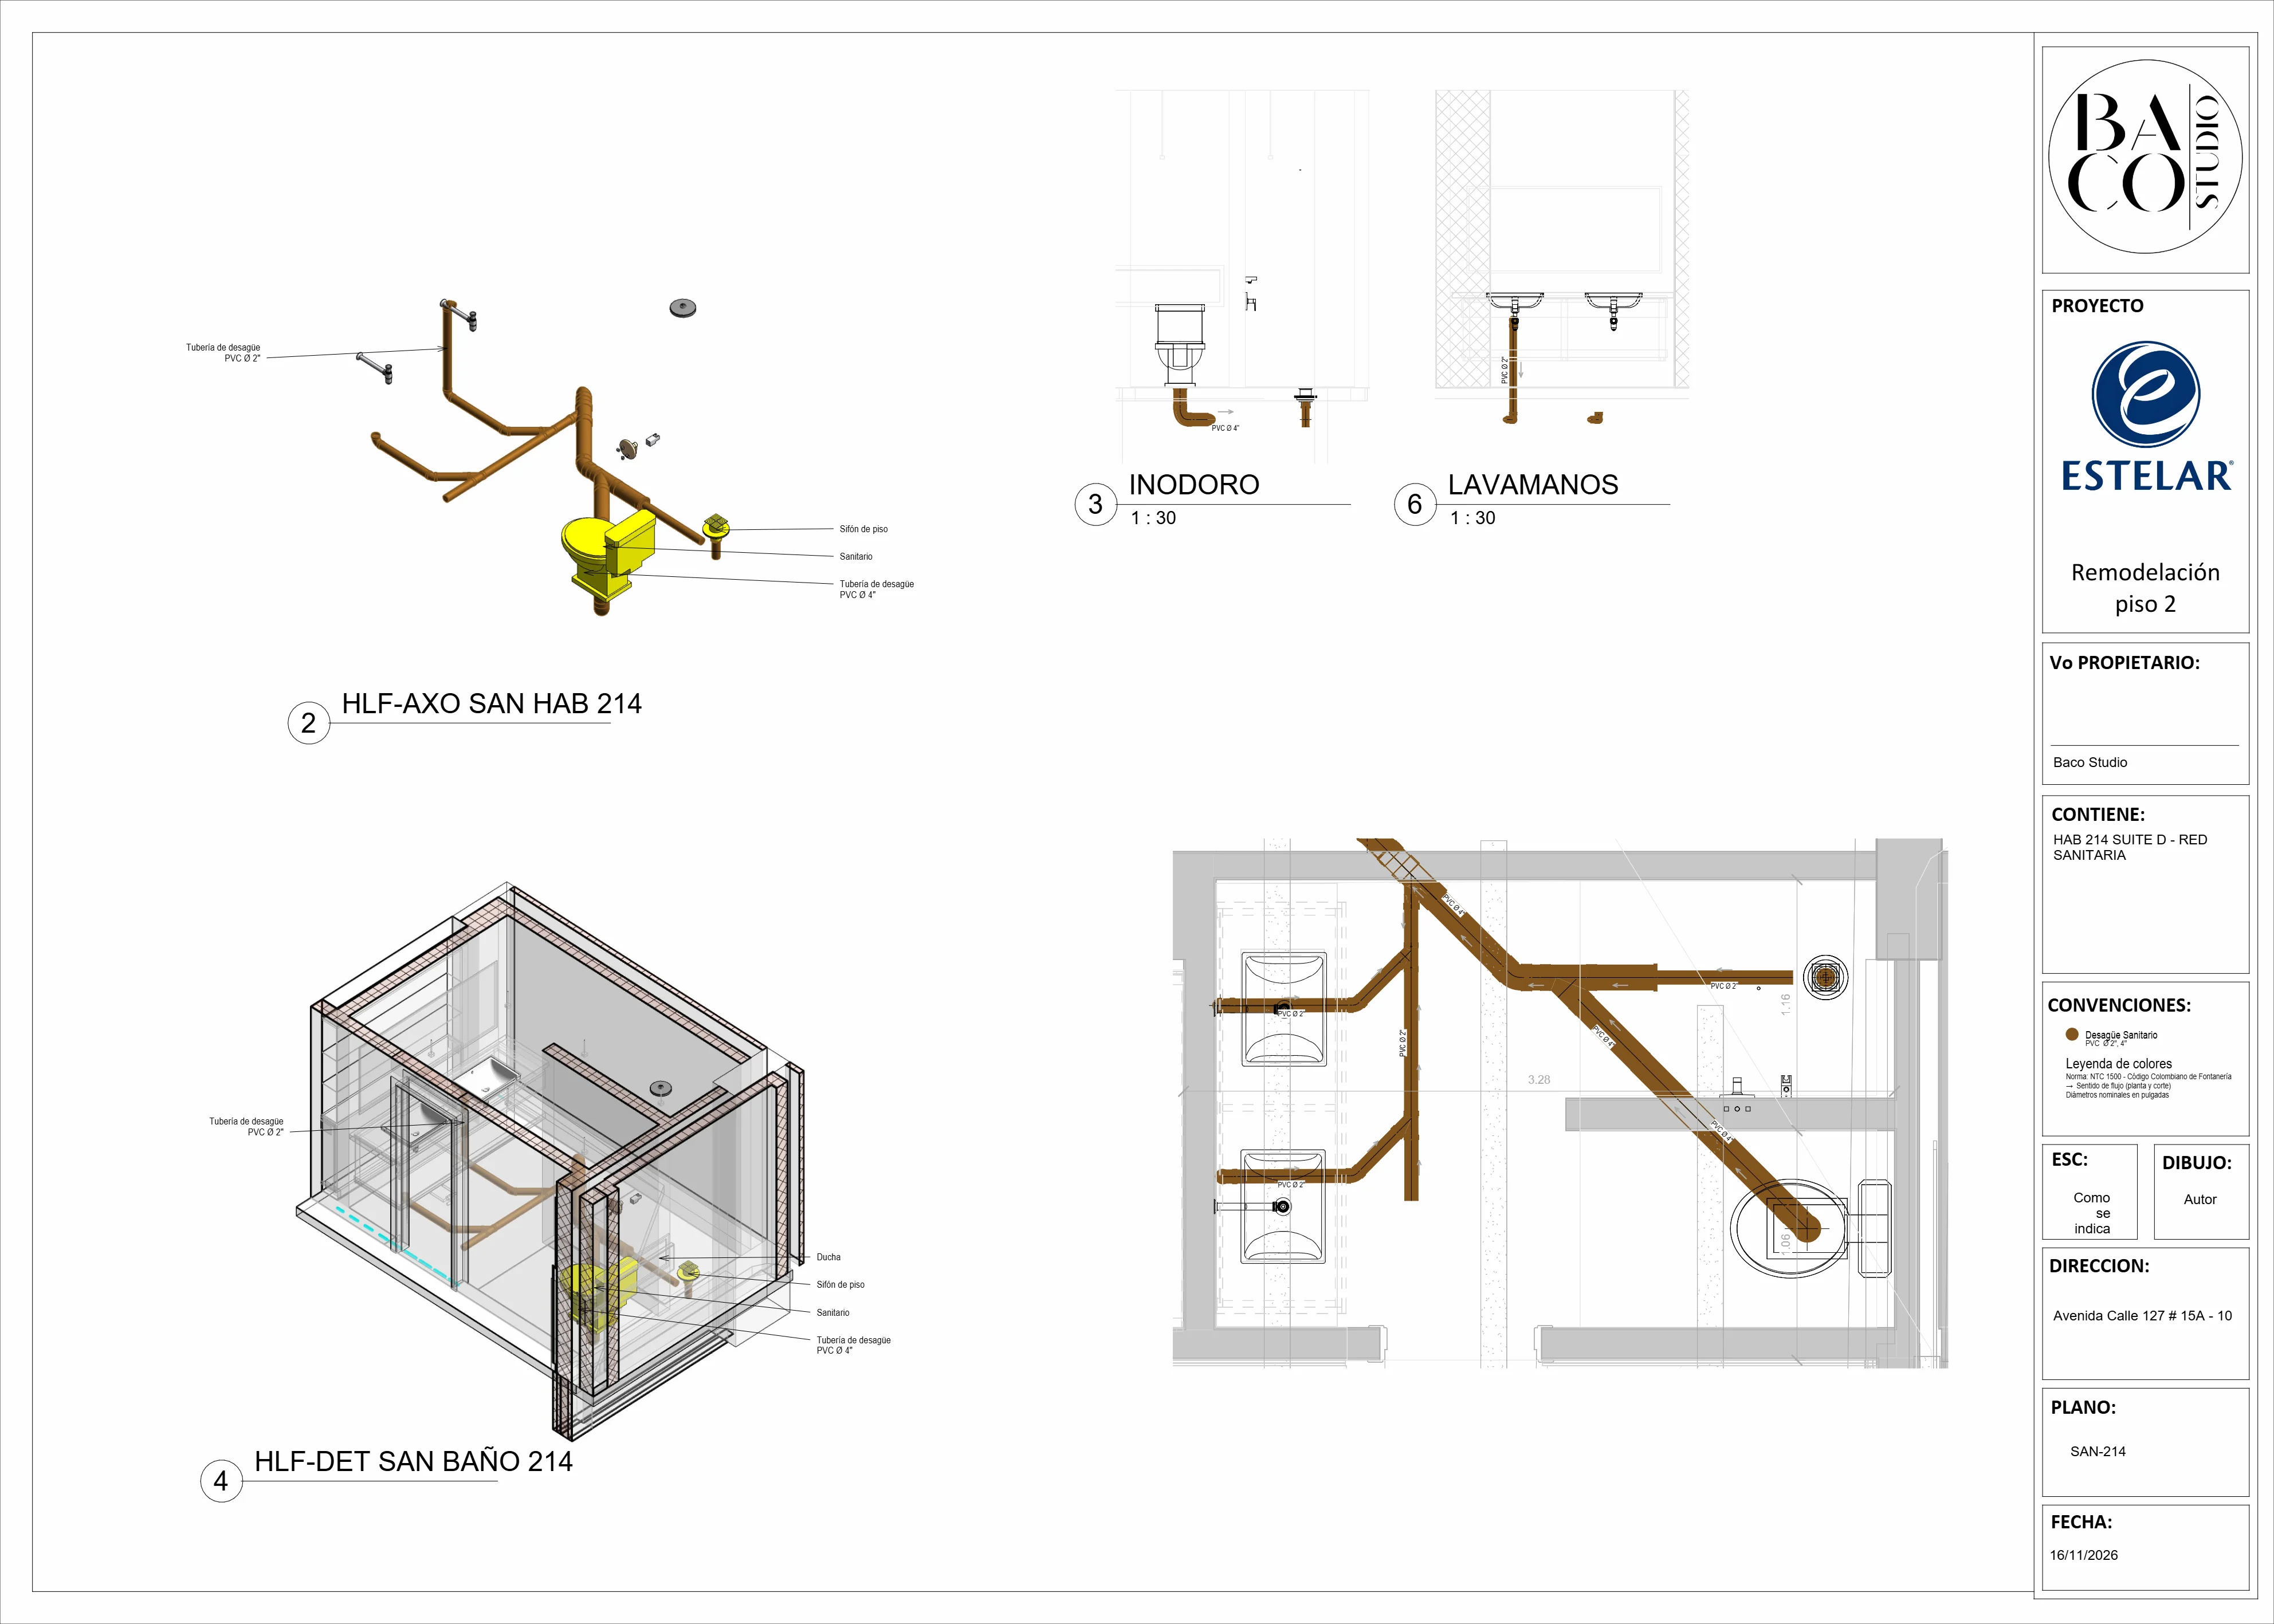 Tubería de desagüe
PVC Ø 2"
Sifón de piso
Sanitario
Tubería de desagüe
PVC Ø 4"
2
HLF-AXO SAN HAB 214
PVC Ø 4"
3
INODORO
1 : 30
PVC Ø 2"
6
LAVAMANOS
1 : 30
Tubería de desagüe
PVC Ø 2"
Ducha
Sifón de piso
Sanitario
Tubería de desagüe
PVC Ø 4"
4
HLF-DET SAN BAÑO 214
PVC Ø 4"
PVC Ø 2"
PVC Ø 2"
PVC Ø 2"
PVC Ø 4"
1.16
3.28
PVC Ø 4"
PVC Ø 2"
1.06
BACO
STUDIO
PROYECTO
ESTELAR®
Remodelación
piso 2
Vo PROPIETARIO:
Baco Studio
CONTIENE:
HAB 214 SUITE D - RED
SANITARIA
CONVENCIONES:
Desagüe Sanitario
PVC Ø 2", 4"
Leyenda de colores
Norma: NTC 1500 - Código Colombiano de Fontanería
→ Sentido de flujo (planta y corte)
Diámetros nominales en pulgadas
ESC:
Como
se
indica
DIBUJO:
Autor
DIRECCION:
Avenida Calle 127 # 15A - 10
PLANO:
SAN-214
FECHA:
16/11/2026